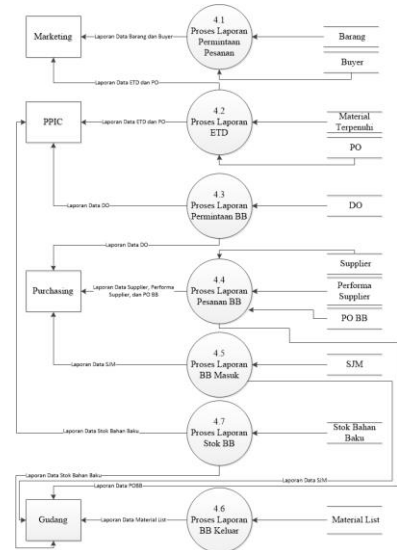 4.1
Proses Laporan
Permintaan
Pesanan
Marketing
Laporan Data Barang dan Buyer
Barang
Buyer
Laporan Data ETD dan PO
4.2
Proses Laporan
ETD
PPIC
Laporan Data ETD dan PO
Material
Terpenuhi
PO
4.3
Proses Laporan
Permintaan BB
Laporan Data DO
DO
Laporan Data DO
Supplier
4.4
Proses Laporan
Pesanan BB
Purchasing
Laporan Data Supplier, Performa
Supplier, dan PO BB
Performa
Supplier
PO BB
4.5
Proses Laporan
BB Masuk
Laporan Data SJM
SJM
4.7
Proses Laporan
Stok BB
Laporan Data Stok Bahan Baku
Stok Bahan
Baku
Laporan Data Stok Bahan Baku
Laporan Data SJM
Laporan Data POBB
4.6
Proses Laporan
BB Keluar
Gudang
Laporan Data Material List
Material List